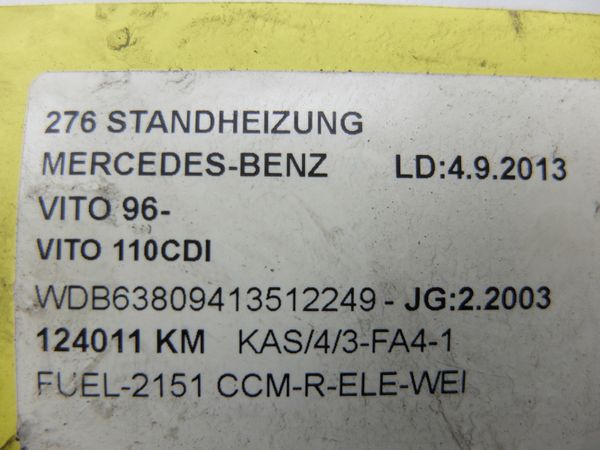 276 STANDHEIZUNG
MERCEDES-BENZ LD:4.9.2013
VITO 96-
VITO 110CDI
WDB63809413512249 - JG:2.2003
124011 KM KAS/4/3-FA4-1
FUEL-2151 CCM-R-ELE-WEI